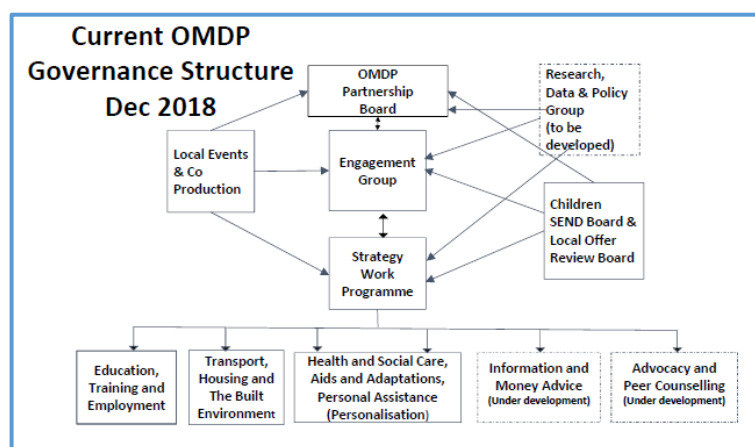 Current OMDP
Governance Structure
Dec 2018
OMDP
Partnership
Board
Research,
Data & Policy
Group
(to be
developed)
Local Events
& Co
Production
Engagement
Group
Children
SEND Board &
Local Offer
Review Board
Strategy
Work
Programme
Education,
Training and
Employment
Transport,
Housing and
The Built
Environment
Health and Social Care,
Aids and Adaptations,
Personal Assistance
(Personalisation)
Information and
Money Advice
(Under development)
Advocacy and
Peer Counselling
(Under development)